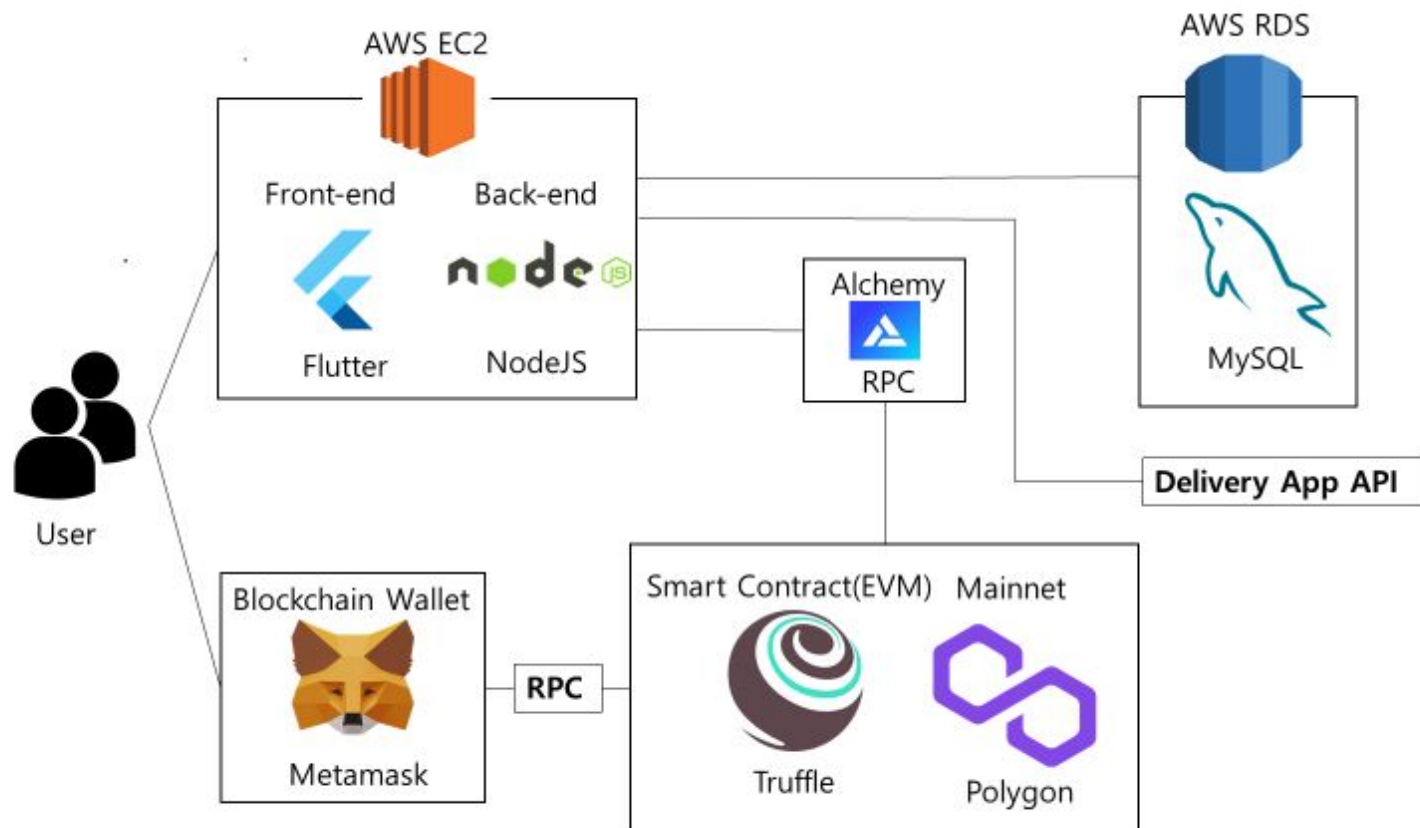 AWS EC2
AWS RDS
Front-end
Back-end
node
JS
Flutter
NodeJS
Alchemy
RPC
MySQL
Delivery App API
User
Blockchain Wallet
Metamask
RPC
Smart Contract(EVM)
Mainnet
Truffle
Polygon